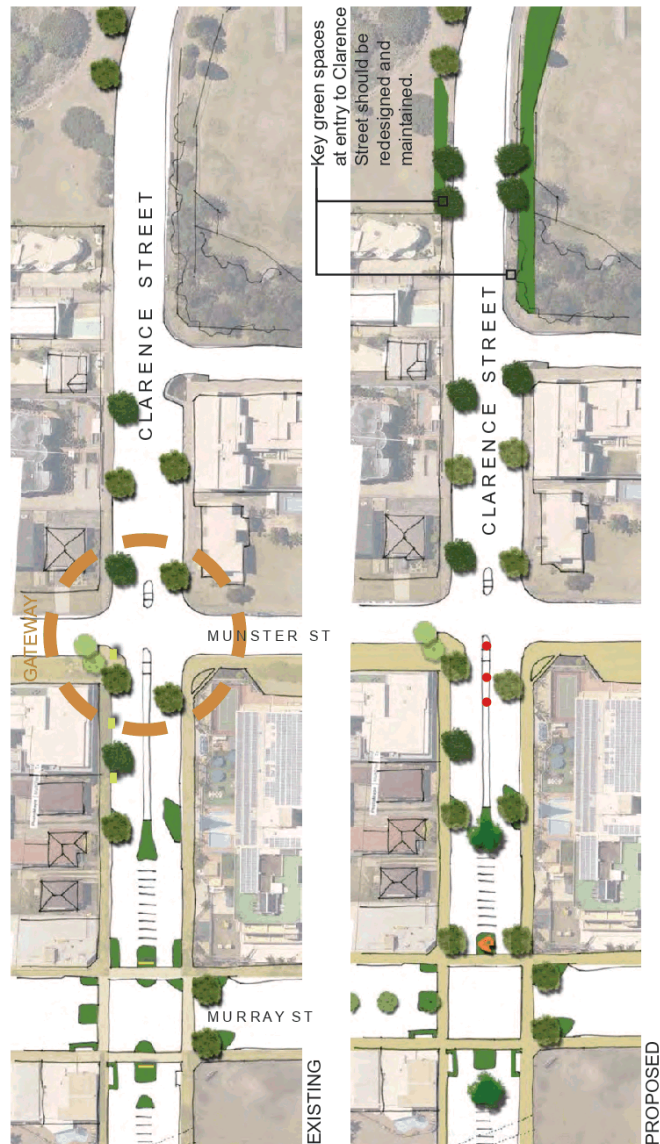 Key green spaces
at entry to Clarence
Street should be
redesigned and
maintained.
CLARENCE STREET
CLARENCE STREET
GATEWAY
MUNSTER ST
MURRAY ST
EXISTING
PROPOSED